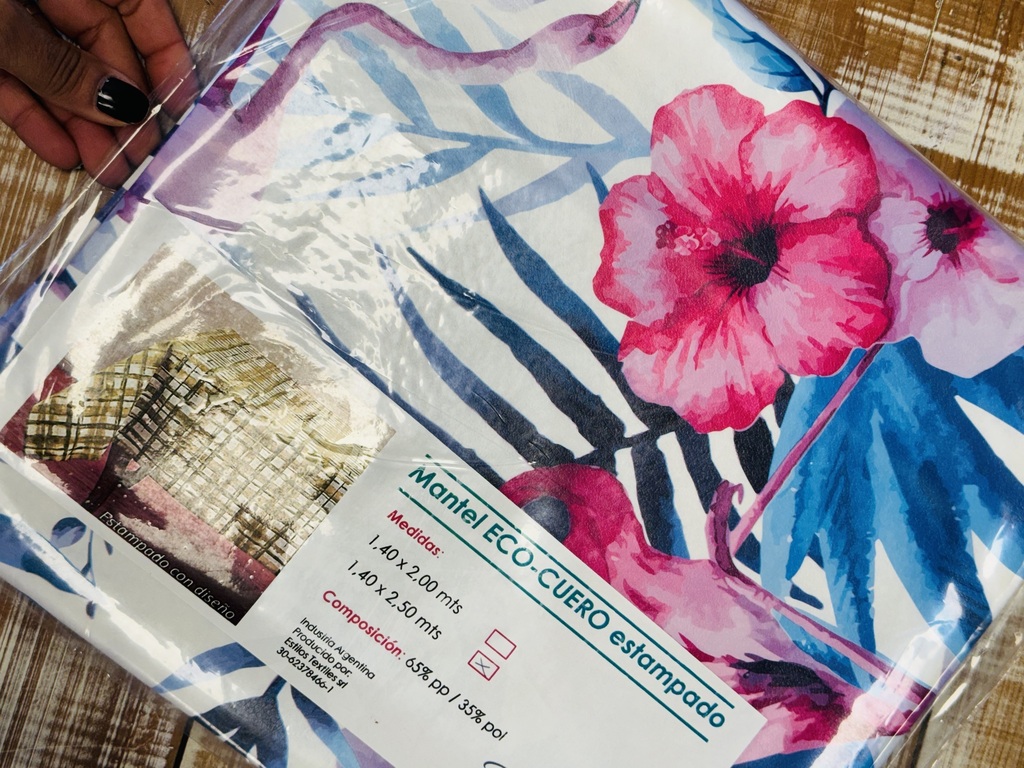 Estampado con diseño
Mantel ECO-CUERO estampado
Medidas:
1,40 x 2,00 mts
1,40 x 2,50 mts
Composición: 65% pp / 35% pol
Industria Argentina
Producido por:
Estilos Textiles srl
30-62378466-1